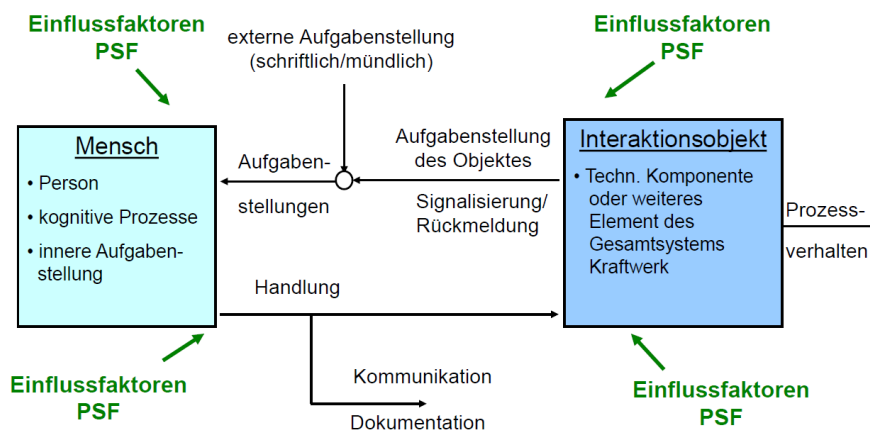 Einflussfaktoren
PSF
externe Aufgabenstellung
(schriftlich/mündlich)
Einflussfaktoren
PSF
Mensch
• Person
• kognitive Prozesse
• innere Aufgaben-
stellung
Aufgaben-
stellungen
Aufgabenstellung
des Objektes
Signalisierung/
Rückmeldung
Interaktionsobjekt
• Techn. Komponente
oder weiteres
Element des
Gesamtsystems
Kraftwerk
Prozess-
verhalten
Handlung
Kommunikation
Dokumentation
Einflussfaktoren
PSF
Einflussfaktoren
PSF